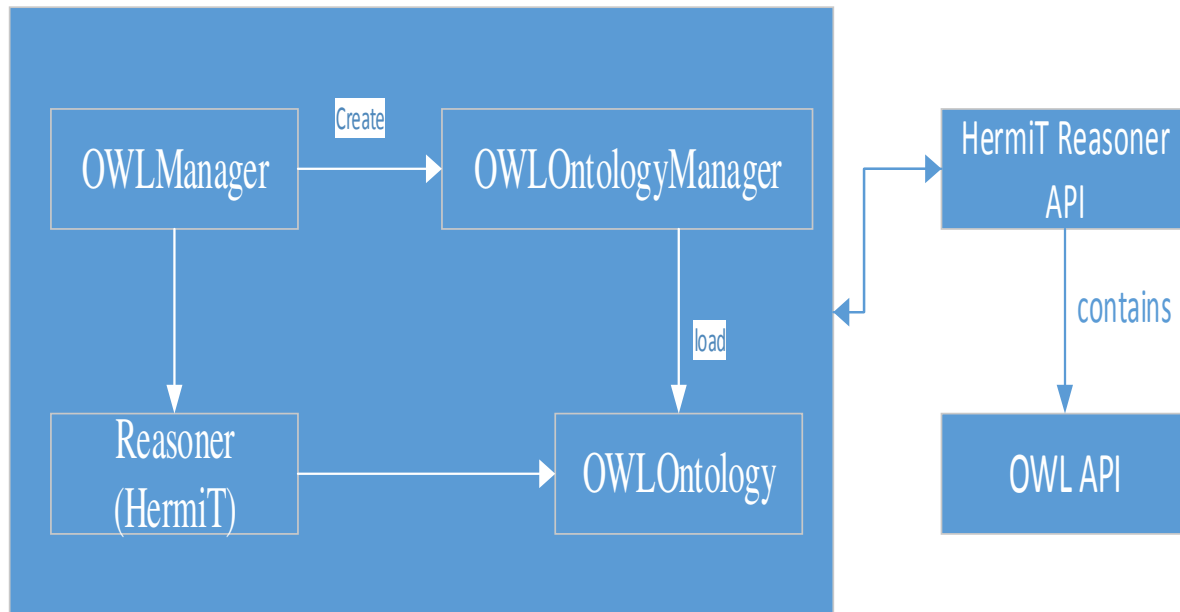 Create
OWLManager
OWLOntologyManager
HermiT Reasoner
API
contains
load
Reasoner
(HermiT)
OWLOntology
OWL API